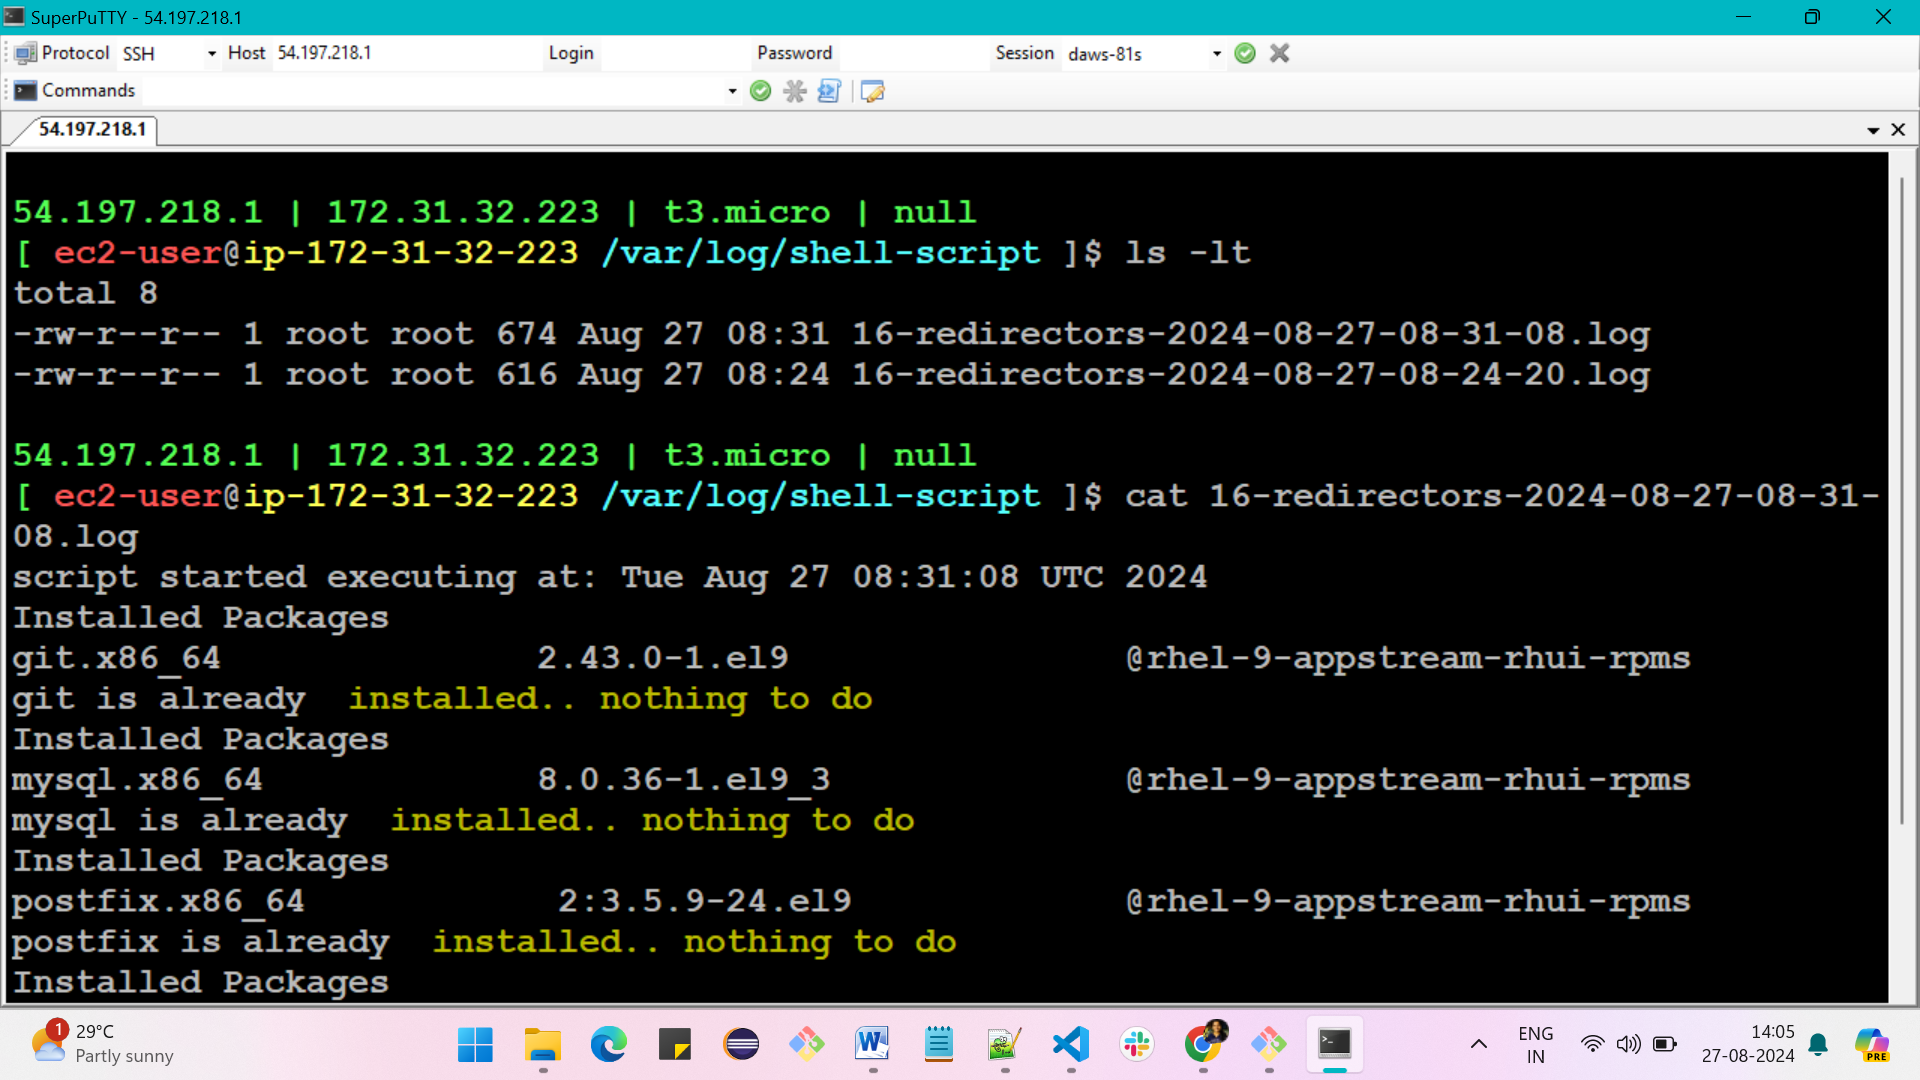 SuperPuTTY - 54.197.218.1
Protocol SSH Host 54.197.218.1 Login Password Session daws-81s
Commands
54.197.218.1
54.197.218.1 | 172.31.32.223 | t3.micro | null
[ ec2-user@ip-172-31-32-223 /var/log/shell-script ]$ ls -lt
total 8
-rw-r--r-- 1 root root 674 Aug 27 08:31 16-redirectors-2024-08-27-08-31-08.log
-rw-r--r-- 1 root root 616 Aug 27 08:24 16-redirectors-2024-08-27-08-24-20.log
54.197.218.1 | 172.31.32.223 | t3.micro | null
[ ec2-user@ip-172-31-32-223 /var/log/shell-script ]$ cat 16-redirectors-2024-08-27-08-31-
08.log
script started executing at: Tue Aug 27 08:31:08 UTC 2024
Installed Packages
git.x86_64 2.43.0-1.el9 @rhel-9-appstream-rhui-rpms
git is already installed.. nothing to do
Installed Packages
mysql.x86_64 8.0.36-1.el9_3 @rhel-9-appstream-rhui-rpms
mysql is already installed.. nothing to do
Installed Packages
postfix.x86_64 2:3.5.9-24.el9 @rhel-9-appstream-rhui-rpms
postfix is already installed.. nothing to do
Installed Packages
1 29°C
Partly sunny
W
ENG
IN
14:05
27-08-2024
PRE